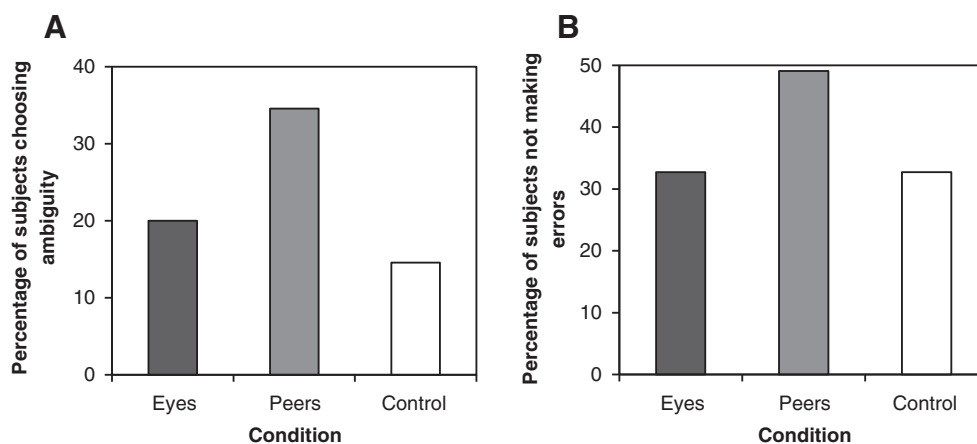 A
Percentage of subjects choosing
ambiguity
40
30
20
10
0
Eyes Peers Control
Condition
B
Percentage of subjects not making
errors
50
40
30
20
10
0
Eyes Peers Control
Condition